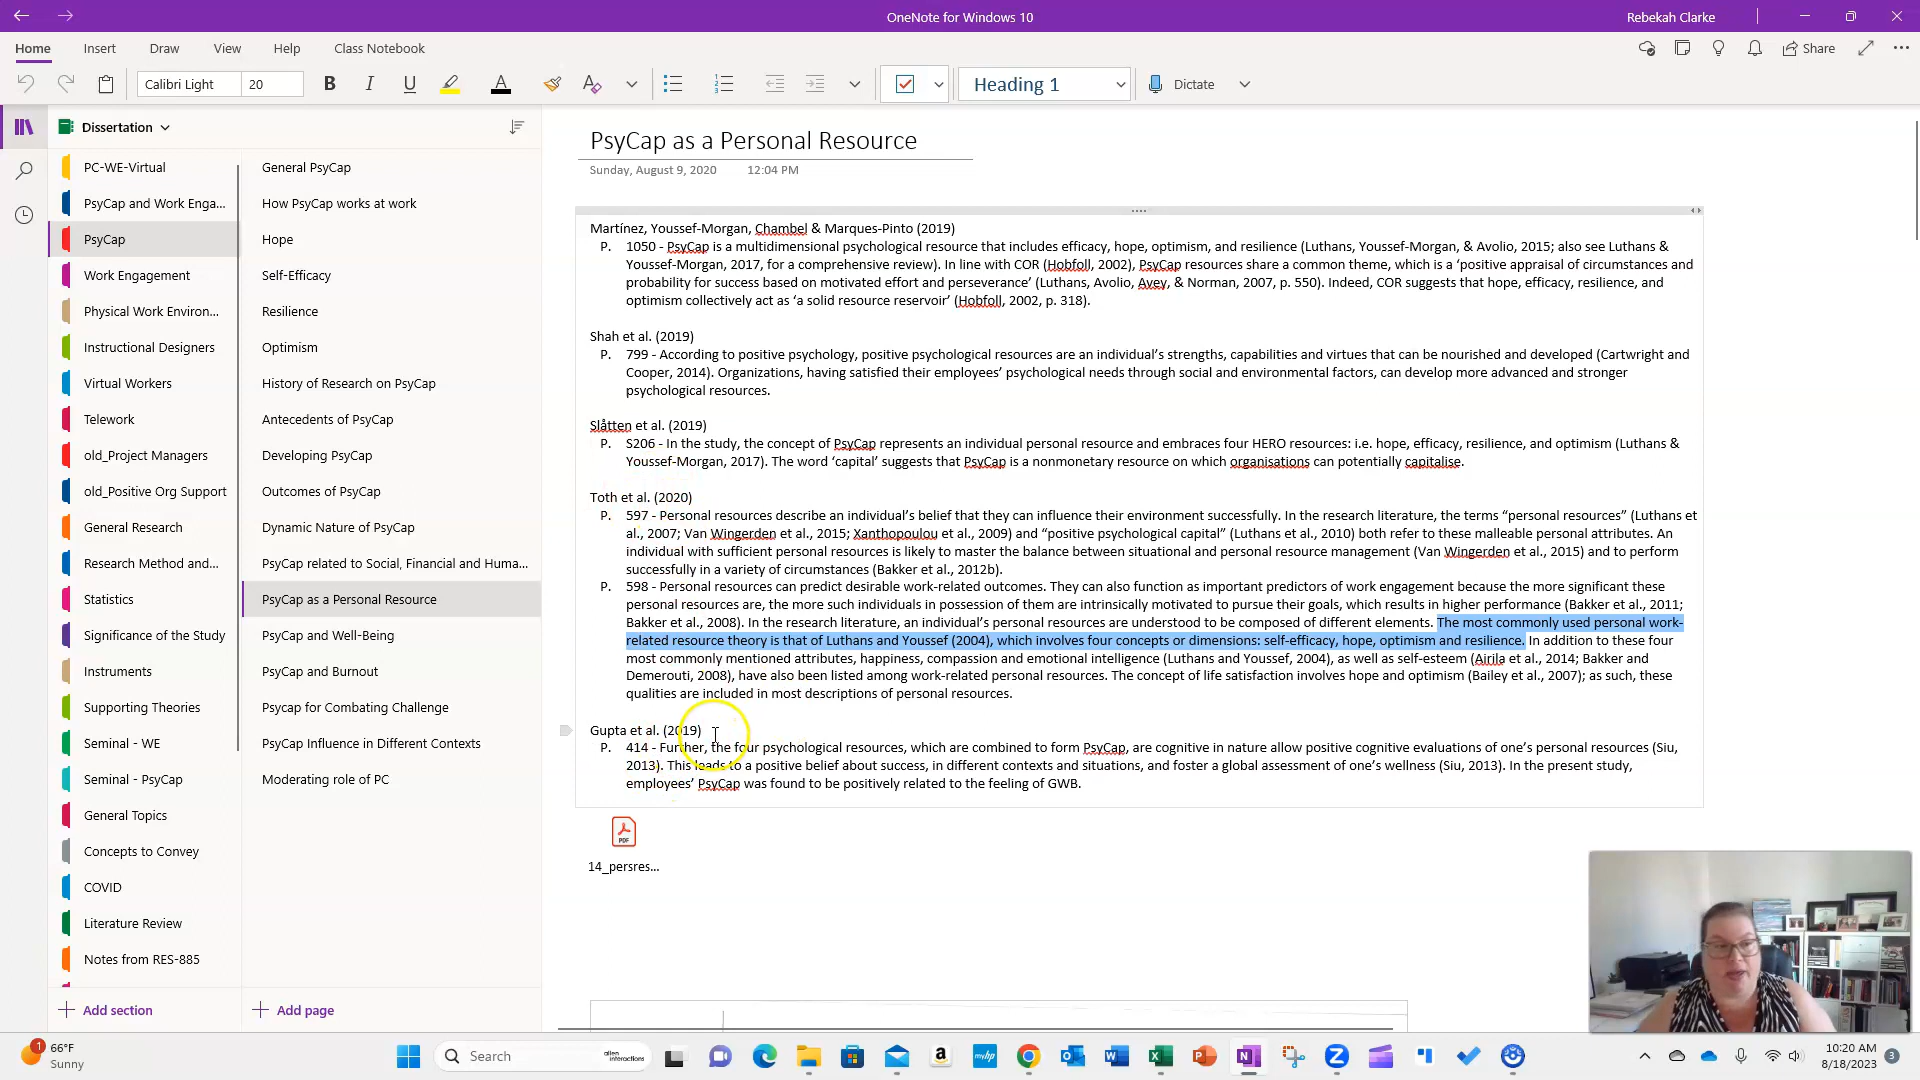 OneNote for Windows 10
Rebekah Clarke
Home Insert Draw View Help Class Notebook
Share
Calibri Light 20 B I U A Heading 1 Dictate
Dissertation
PC-WE-Virtual
PsyCap and Work Enga...
PsyCap
Work Engagement
Physical Work Environ...
Instructional Designers
Virtual Workers
Telework
old_Project Managers
old_Positive Org Support
General Research
Research Method and...
Statistics
Significance of the Study
Instruments
Supporting Theories
Seminal - WE
Seminal - PsyCap
General Topics
Concepts to Convey
COVID
Literature Review
Notes from RES-885
Add section
General PsyCap
How PsyCap works at work
Hope
Self-Efficacy
Resilience
Optimism
History of Research on PsyCap
Antecedents of PsyCap
Developing PsyCap
Outcomes of PsyCap
Dynamic Nature of PsyCap
PsyCap related to Social, Financial and Huma...
PsyCap as a Personal Resource
PsyCap and Well-Being
PsyCap and Burnout
Psycap for Combating Challenge
PsyCap Influence in Different Contexts
Moderating role of PC
Add page
PsyCap as a Personal Resource
Sunday, August 9, 2020 12:04 PM
Martínez, Youssef-Morgan, Chambel & Marques-Pinto (2019)
P. 1050 - PsyCap is a multidimensional psychological resource that includes efficacy, hope, optimism, and resilience (Luthans, Youssef-Morgan, & Avolio, 2015; also see Luthans &
Youssef-Morgan, 2017, for a comprehensive review). In line with COR (Hobfoll, 2002), PsyCap resources share a common theme, which is a ‘positive appraisal of circumstances and
probability for success based on motivated effort and perseverance’ (Luthans, Avolio, Avey, & Norman, 2007, p. 550). Indeed, COR suggests that hope, efficacy, resilience, and
optimism collectively act as ‘a solid resource reservoir’ (Hobfoll, 2002, p. 318).
Shah et al. (2019)
P. 799 - According to positive psychology, positive psychological resources are an individual’s strengths, capabilities and virtues that can be nourished and developed (Cartwright and
Cooper, 2014). Organizations, having satisfied their employees’ psychological needs through social and environmental factors, can develop more advanced and stronger
psychological resources.
Slåtten et al. (2019)
P. S206 - In the study, the concept of PsyCap represents an individual personal resource and embraces four HERO resources: i.e. hope, efficacy, resilience, and optimism (Luthans &
Youssef-Morgan, 2017). The word ‘capital’ suggests that PsyCap is a nonmonetary resource on which organisations can potentially capitalise.
Toth et al. (2020)
P. 597 - Personal resources describe an individual’s belief that they can influence their environment successfully. In the research literature, the terms “personal resources” (Luthans et
al., 2007; Van Wingerden et al., 2015; Xanthopoulou et al., 2009) and “positive psychological capital” (Luthans et al., 2010) both refer to these malleable personal attributes. An
individual with sufficient personal resources is likely to master the balance between situational and personal resource management (Van Wingerden et al., 2015) and to perform
successfully in a variety of circumstances (Bakker et al., 2012b).
P. 598 - Personal resources can predict desirable work-related outcomes. They can also function as important predictors of work engagement because the more significant these
personal resources are, the more such individuals in possession of them are intrinsically motivated to pursue their goals, which results in higher performance (Bakker et al., 2011;
Bakker et al., 2008). In the research literature, an individual’s personal resources are understood to be composed of different elements. The most commonly used personal work-
related resource theory is that of Luthans and Youssef (2004), which involves four concepts or dimensions: self-efficacy, hope, optimism and resilience. In addition to these four
most commonly mentioned attributes, happiness, compassion and emotional intelligence (Luthans and Youssef, 2004), as well as self-esteem (Airila et al., 2014; Bakker and
Demerouti, 2008), have also been listed among work-related personal resources. The concept of life satisfaction involves hope and optimism (Bailey et al., 2007); as such, these
qualities are included in most descriptions of personal resources.
Gupta et al. (2019)
P. 414 - Further, the four psychological resources, which are combined to form PsyCap, are cognitive in nature allow positive cognitive evaluations of one’s personal resources (Siu,
2013). This leads to a positive belief about success, in different contexts and situations, and foster a global assessment of one’s wellness (Siu, 2013). In the present study,
employees’ PsyCap was found to be positively related to the feeling of GWB.
PDF
14_persres...
1
66°F
Sunny
Search
allen
interactions
10:20 AM
8/18/2023
3